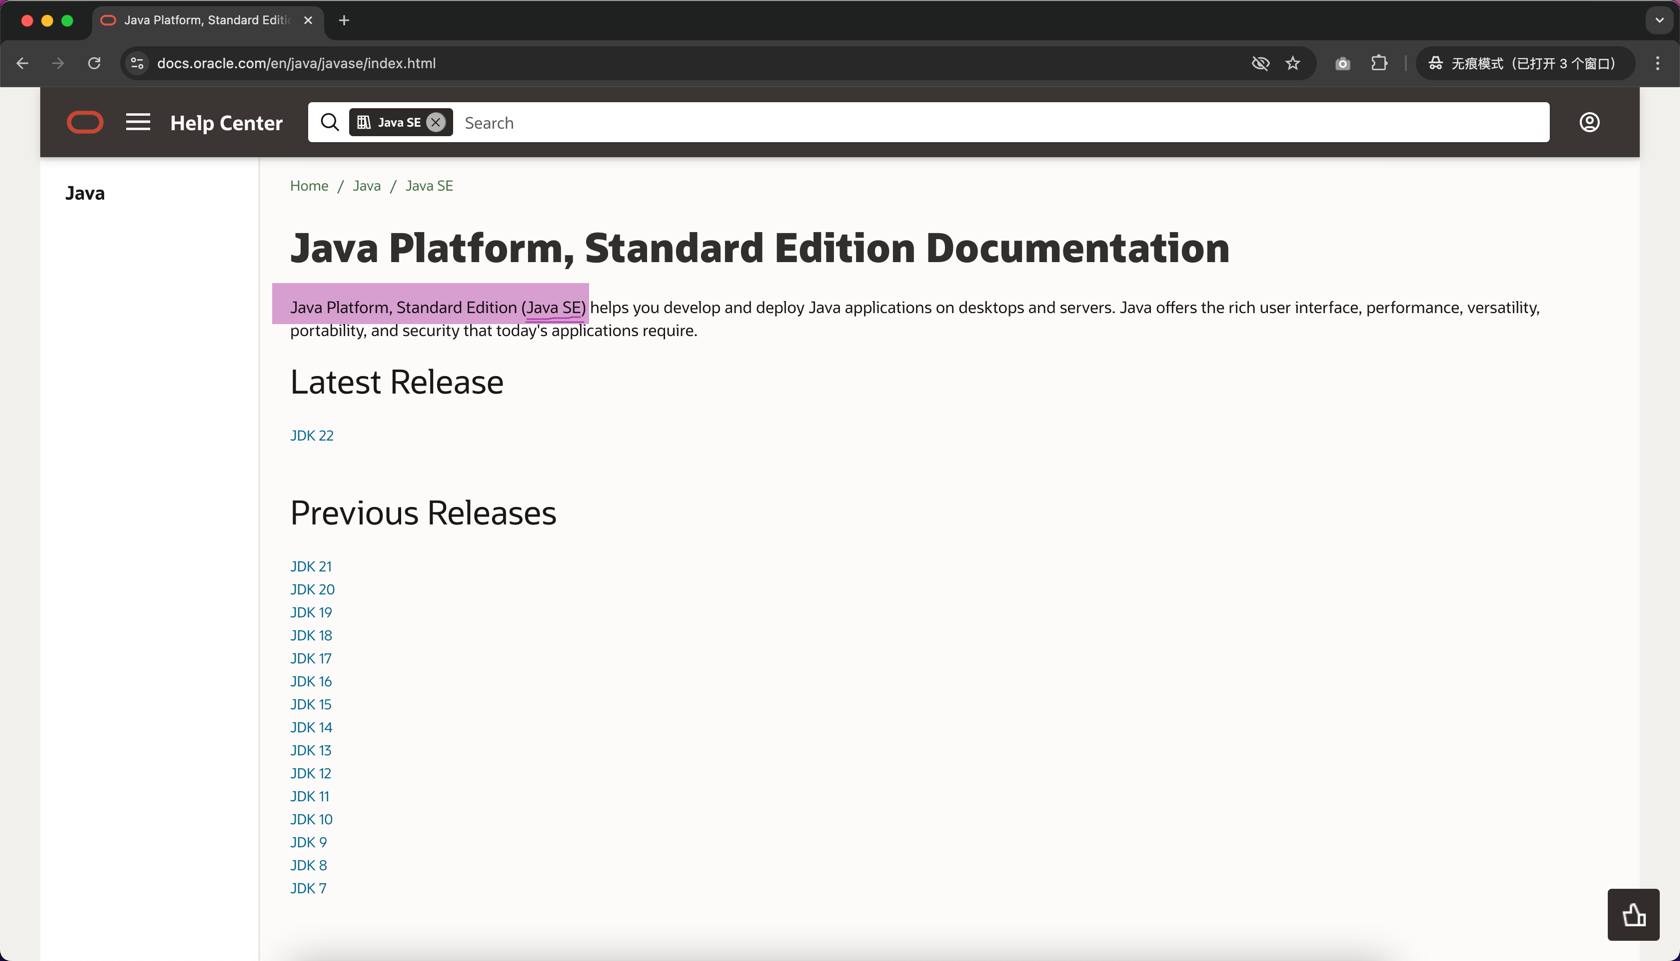 Java Platform, Standard Editi
docs.oracle.com/en/java/javase/index.html
无痕模式（已打开 3 个窗口）
Help Center
Java SE
Search
Java
Home / Java / Java SE
Java Platform, Standard Edition Documentation
Java Platform, Standard Edition (Java SE) helps you develop and deploy Java applications on desktops and servers. Java offers the rich user interface, performance, versatility,
portability, and security that today's applications require.
Latest Release
JDK 22
Previous Releases
JDK 21
JDK 20
JDK 19
JDK 18
JDK 17
JDK 16
JDK 15
JDK 14
JDK 13
JDK 12
JDK 11
JDK 10
JDK 9
JDK 8
JDK 7